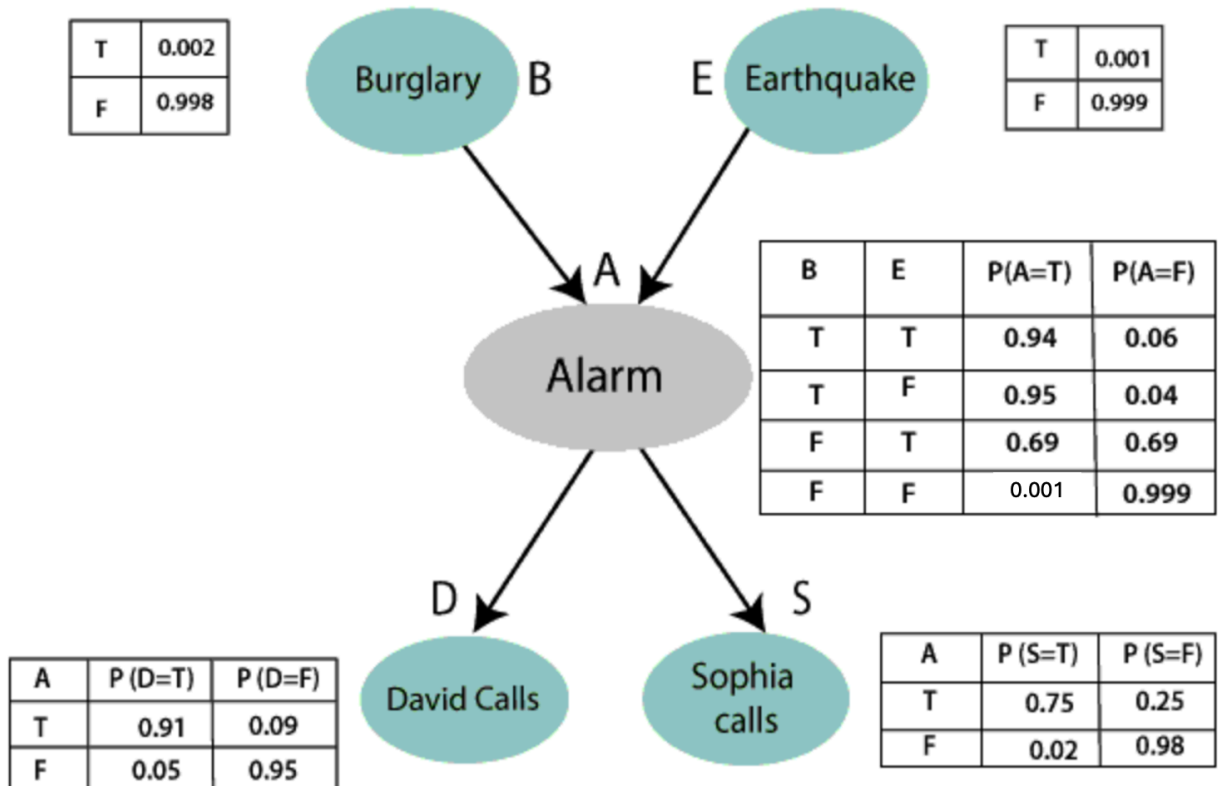 T 0.002
F 0.998
Burglary B
E Earthquake
T 0.001
F 0.999
A
Alarm
B E P(A=T) P(A=F)
T T 0.94 0.06
T F 0.95 0.04
F T 0.69 0.69
F F 0.001 0.999
D
S
A P (D=T) P (D=F)
T 0.91 0.09
F 0.05 0.95
David Calls
Sophia
calls
A P (S=T) P (S=F)
T 0.75 0.25
F 0.02 0.98